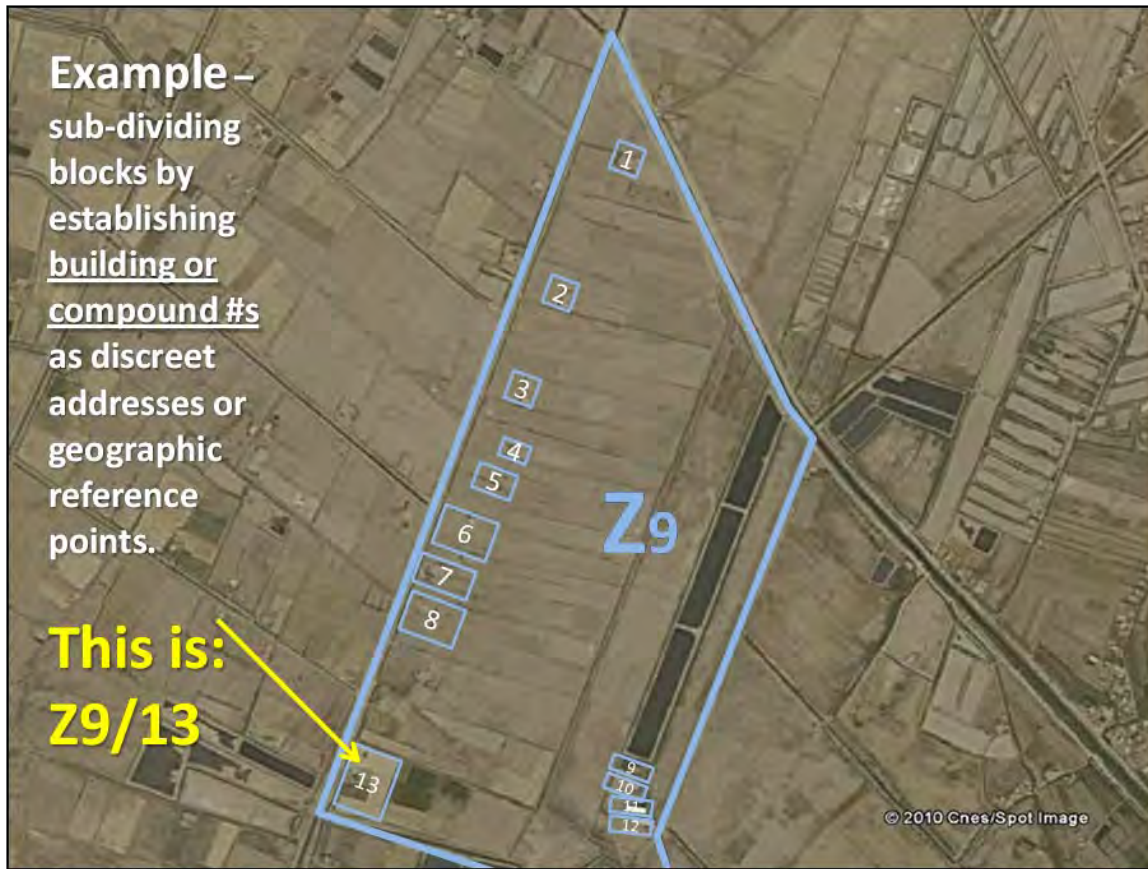 Example –
sub-dividing
blocks by
establishing
building or
compound #s
as discreet
addresses or
geographic
reference
points.
This is:
Z9/13
1
2
3
4
5
6
7
8
Z9
9
10
11
12
13
© 2010 Cnes/Spot Image